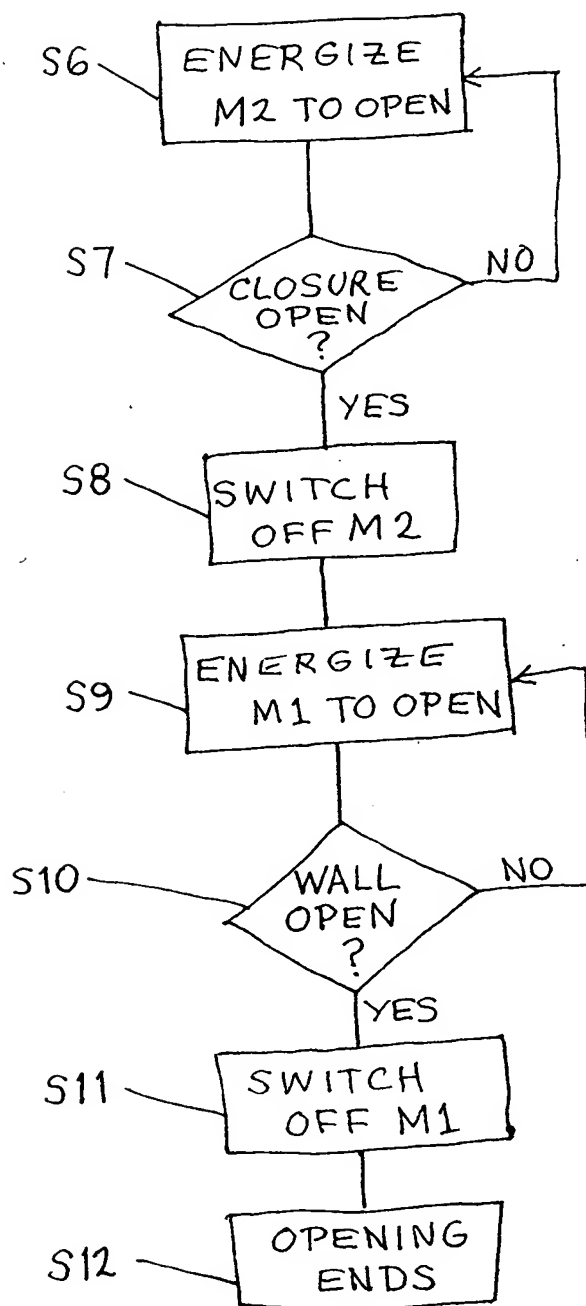 S6
ENERGIZE
M2 TO OPEN
S7
CLOSURE
OPEN
?
NO
YES
S8
SWITCH
OFF M2
S9
ENERGIZE
M1 TO OPEN
S10
WALL
OPEN
?
NO
YES
S11
SWITCH
OFF M1
S12
OPENING
ENDS